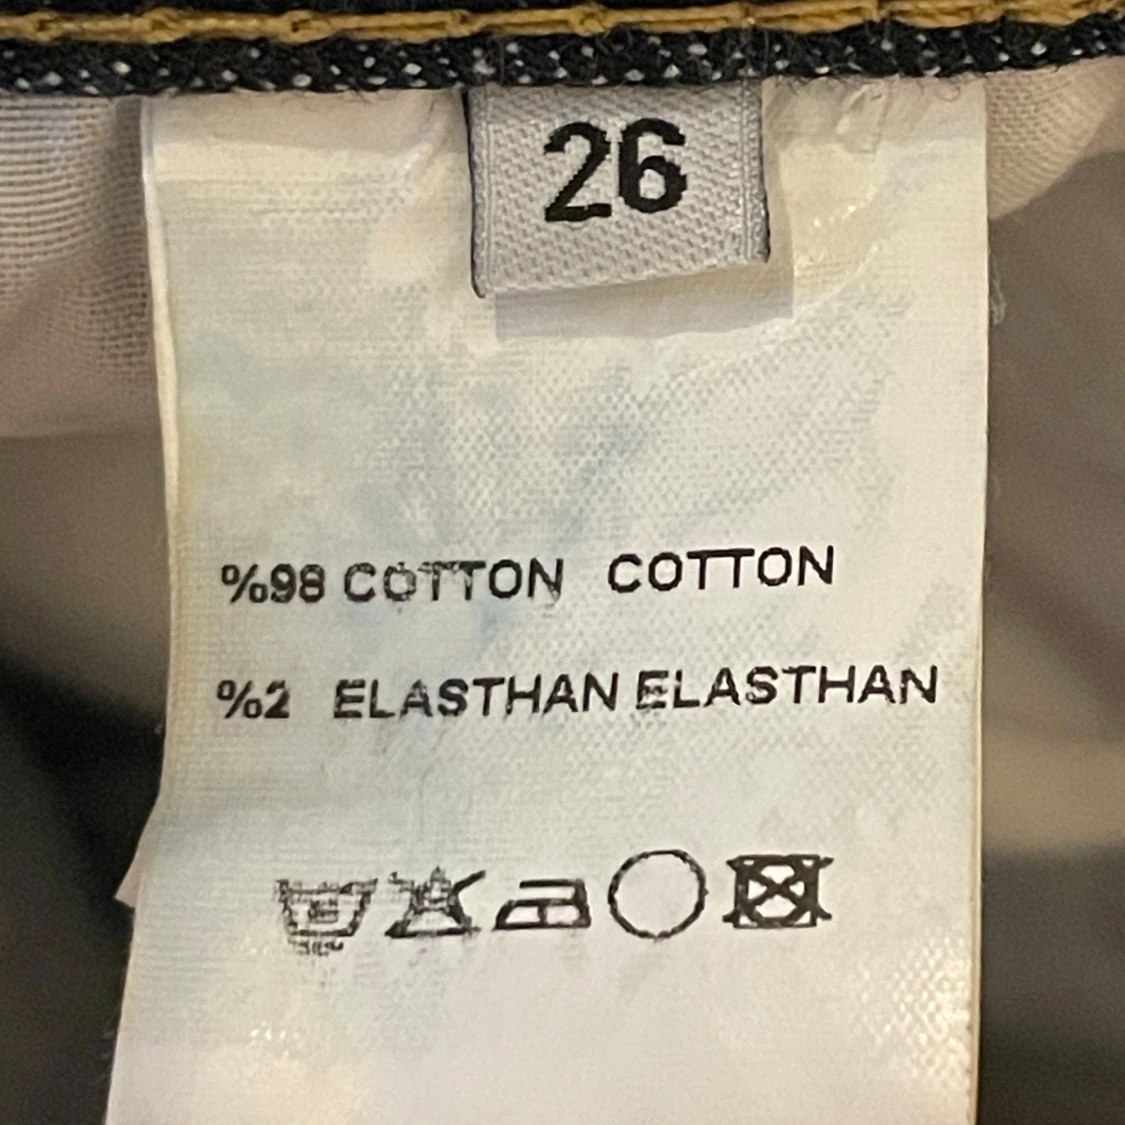 26
%98 COTTON COTTON
%2 ELASTHAN ELASTHAN